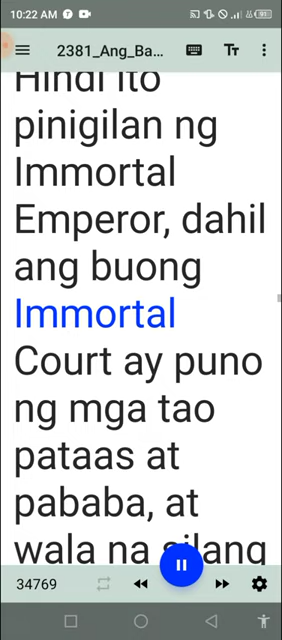 10:22 AM
2381_Ang_Ba...
Hindi ito
pinigilan ng
Immortal
Emperor, dahil
ang buong
Immortal
Court ay puno
ng mga tao
pataas at
pababa, at
wala na silang
34769